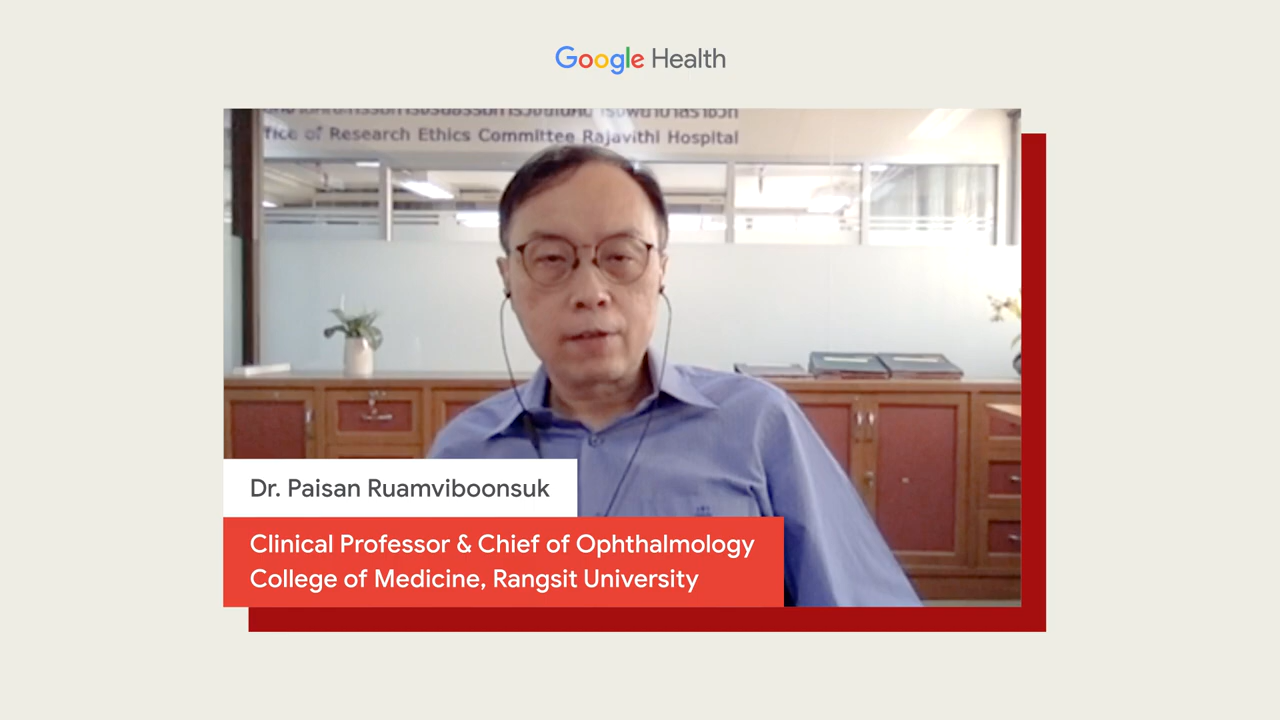 Google Health
fice of Research Ethics Committee Rajavithi Hospital
Dr. Paisan Ruamviboonsuk
Clinical Professor & Chief of Ophthalmology
College of Medicine, Rangsit University